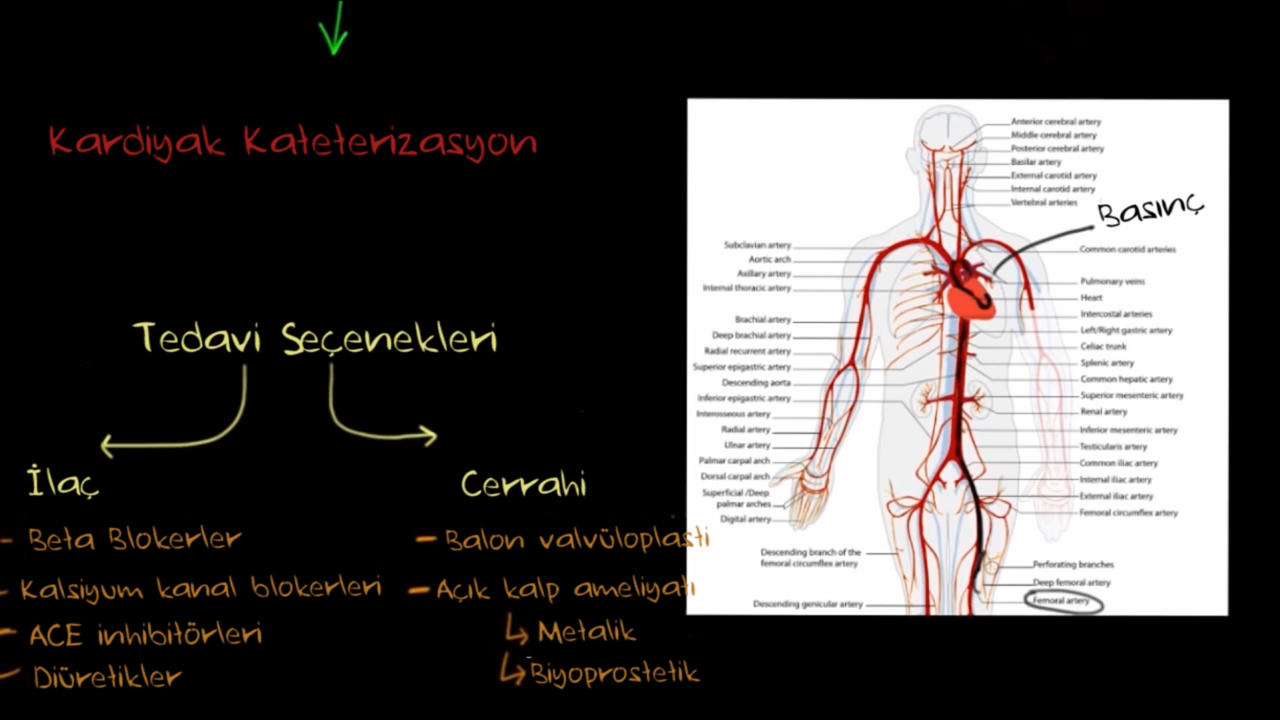 Kardiyak Kateterizasyon
Tedavi Seçenekleri
İlaç
- Beta Blokerler
- Kalsiyum kanal blokerleri
- ACE inhibitörleri
- Diüretikler
Cerrahi
- Balon valvüloplasti
- Açık kalp ameliyatı
Metalik
Biyoprostetik
Anterior cerebral artery
Middle cerebral artery
Posterior cerebral artery
Basilar artery
External carotid artery
Internal carotid artery
Vertebral arteries
Basınç
Common carotid arteries
Pulmonary veins
Heart
Intercostal arteries
Left/Right gastric artery
Celiac trunk
Splenic artery
Common hepatic artery
Superior mesenteric artery
Renal artery
Inferior mesenteric artery
Testicularis artery
Common iliac artery
Internal iliac artery
External iliac artery
Femoral circumflex artery
Perforating branches
Deep femoral artery
Femoral artery
Subclavian artery
Aortic arch
Axillary artery
Internal thoracic artery
Brachial artery
Deep brachial artery
Radial recurrent artery
Superior epigastric artery
Descending aorta
Inferior epigastric artery
Interosseous artery
Radial artery
Ulnar artery
Palmar carpal arch
Dorsal carpal arch
Superficial /Deep
palmar arches
Digital artery
Descending branch of the
femoral circumflex artery
Descending genicular artery